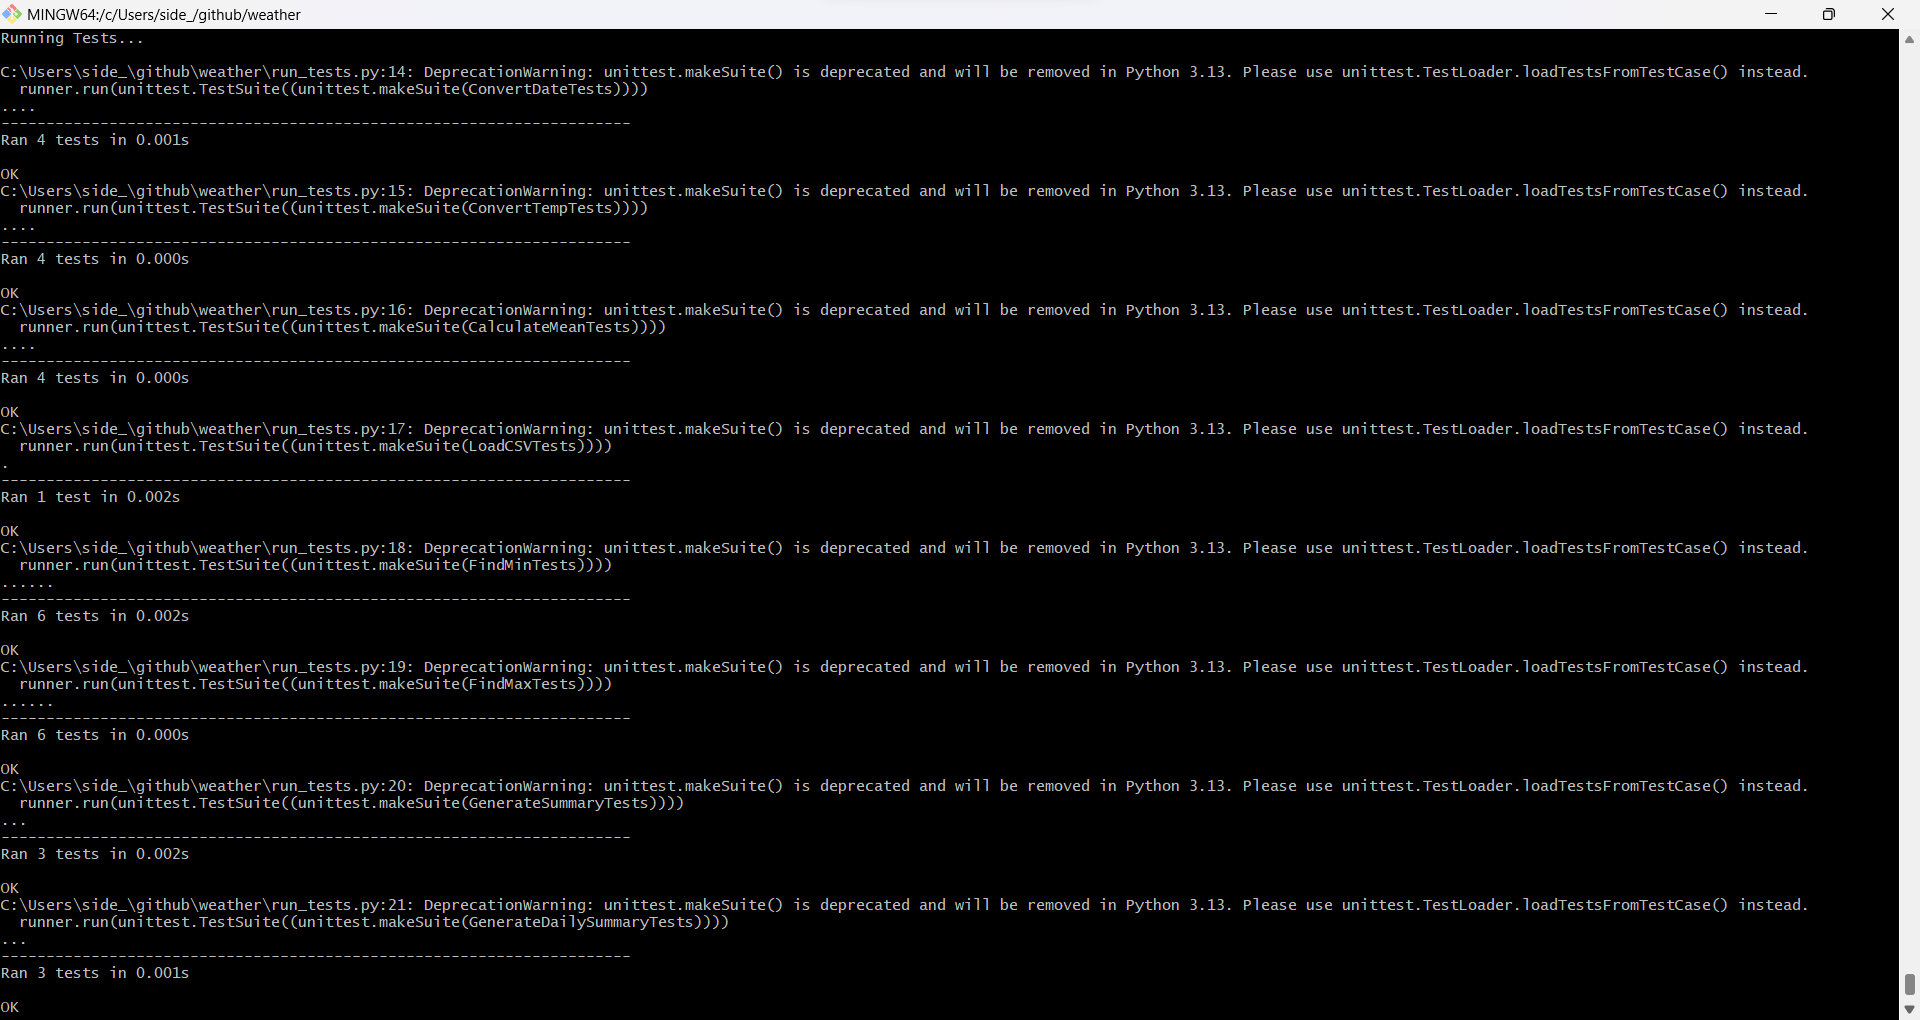 MINGW64:/c/Users/side_/github/weather
Running Tests...
C:\Users\side_\github\weather\run_tests.py:14: DeprecationWarning: unittest.makeSuite() is deprecated and will be removed in Python 3.13. Please use unittest.TestLoader.loadTestsFromTestCase() instead.
  runner.run(unittest.TestSuite((unittest.makeSuite(ConvertDateTests))))
....
----------------------------------------------------------------------
Ran 4 tests in 0.001s
OK
C:\Users\side_\github\weather\run_tests.py:15: DeprecationWarning: unittest.makeSuite() is deprecated and will be removed in Python 3.13. Please use unittest.TestLoader.loadTestsFromTestCase() instead.
  runner.run(unittest.TestSuite((unittest.makeSuite(ConvertTempTests))))
....
----------------------------------------------------------------------
Ran 4 tests in 0.000s
OK
C:\Users\side_\github\weather\run_tests.py:16: DeprecationWarning: unittest.makeSuite() is deprecated and will be removed in Python 3.13. Please use unittest.TestLoader.loadTestsFromTestCase() instead.
  runner.run(unittest.TestSuite((unittest.makeSuite(CalculateMeanTests))))
....
----------------------------------------------------------------------
Ran 4 tests in 0.000s
OK
C:\Users\side_\github\weather\run_tests.py:17: DeprecationWarning: unittest.makeSuite() is deprecated and will be removed in Python 3.13. Please use unittest.TestLoader.loadTestsFromTestCase() instead.
  runner.run(unittest.TestSuite((unittest.makeSuite(LoadCSVTests))))
.
----------------------------------------------------------------------
Ran 1 test in 0.002s
OK
C:\Users\side_\github\weather\run_tests.py:18: DeprecationWarning: unittest.makeSuite() is deprecated and will be removed in Python 3.13. Please use unittest.TestLoader.loadTestsFromTestCase() instead.
  runner.run(unittest.TestSuite((unittest.makeSuite(FindMinTests))))
......
----------------------------------------------------------------------
Ran 6 tests in 0.002s
OK
C:\Users\side_\github\weather\run_tests.py:19: DeprecationWarning: unittest.makeSuite() is deprecated and will be removed in Python 3.13. Please use unittest.TestLoader.loadTestsFromTestCase() instead.
  runner.run(unittest.TestSuite((unittest.makeSuite(FindMaxTests))))
......
----------------------------------------------------------------------
Ran 6 tests in 0.000s
OK
C:\Users\side_\github\weather\run_tests.py:20: DeprecationWarning: unittest.makeSuite() is deprecated and will be removed in Python 3.13. Please use unittest.TestLoader.loadTestsFromTestCase() instead.
  runner.run(unittest.TestSuite((unittest.makeSuite(GenerateSummaryTests))))
...
----------------------------------------------------------------------
Ran 3 tests in 0.002s
OK
C:\Users\side_\github\weather\run_tests.py:21: DeprecationWarning: unittest.makeSuite() is deprecated and will be removed in Python 3.13. Please use unittest.TestLoader.loadTestsFromTestCase() instead.
  runner.run(unittest.TestSuite((unittest.makeSuite(GenerateDailySummaryTests))))
...
----------------------------------------------------------------------
Ran 3 tests in 0.001s
OK